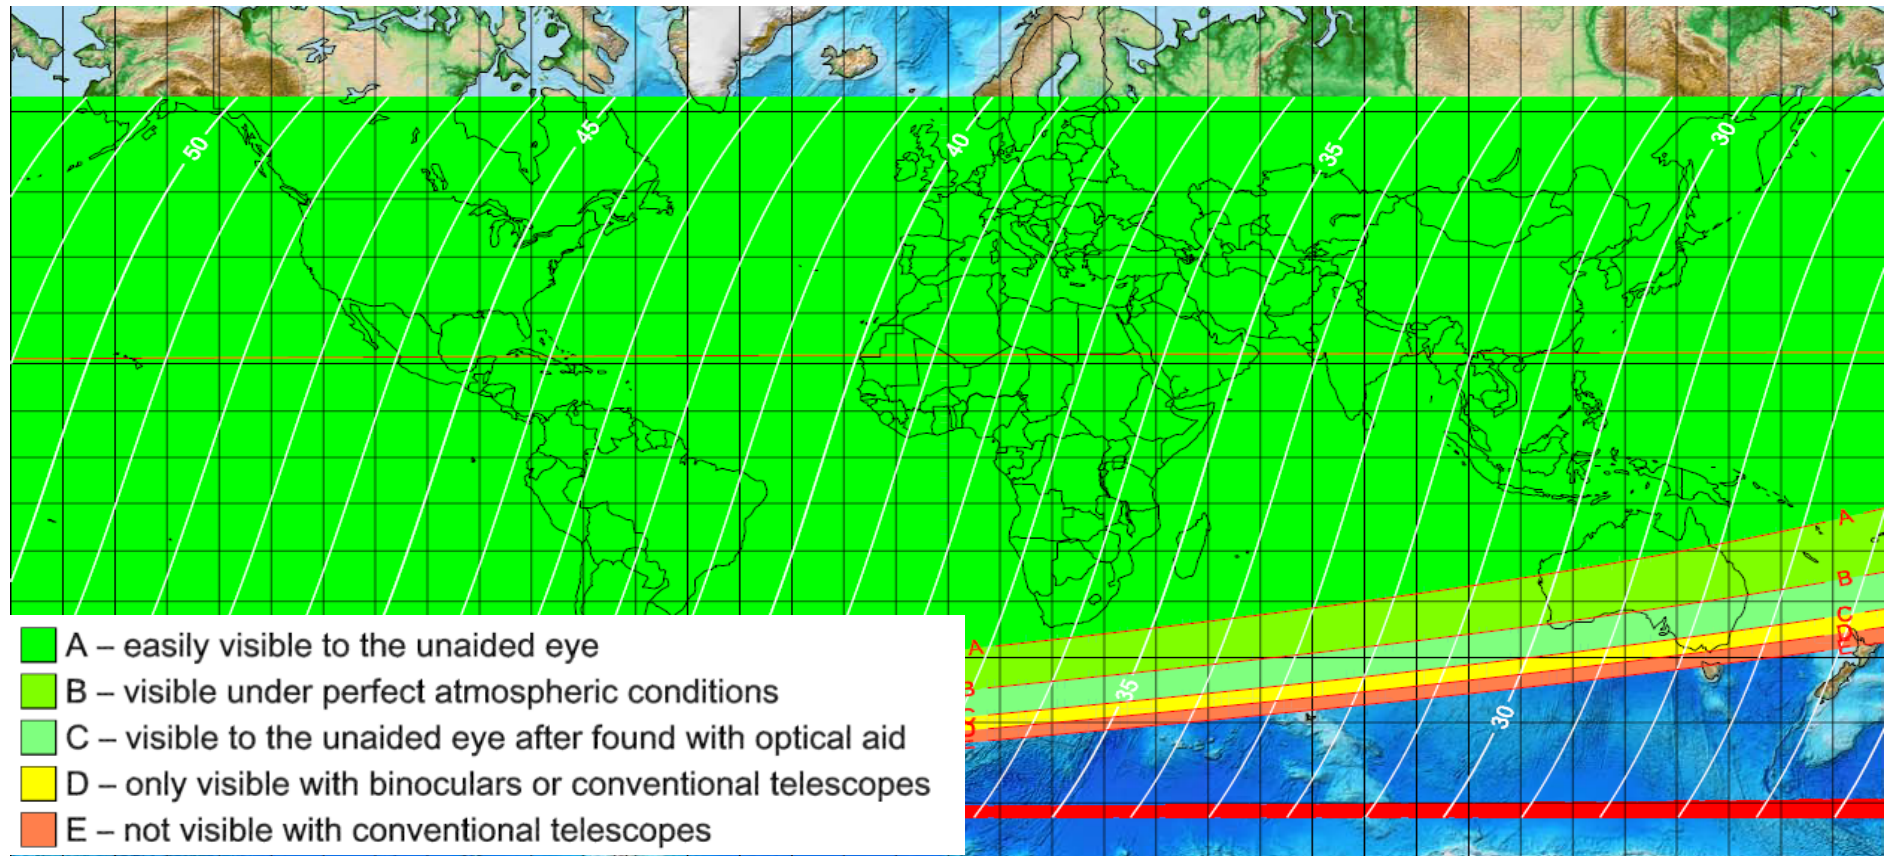 50
45
40
35
30
A
B
C
D
E
A
B
C
D
35
30
A – easily visible to the unaided eye
B – visible under perfect atmospheric conditions
C – visible to the unaided eye after found with optical aid
D – only visible with binoculars or conventional telescopes
E – not visible with conventional telescopes